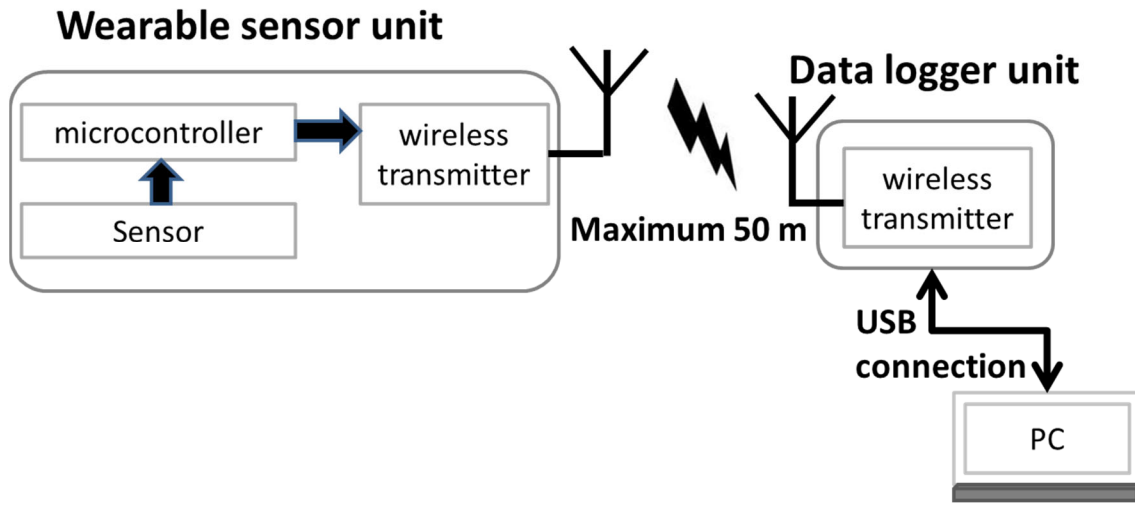 Wearable sensor unit
microcontroller
wireless
transmitter
Sensor
Maximum 50 m
Data logger unit
wireless
transmitter
USB
connection
PC